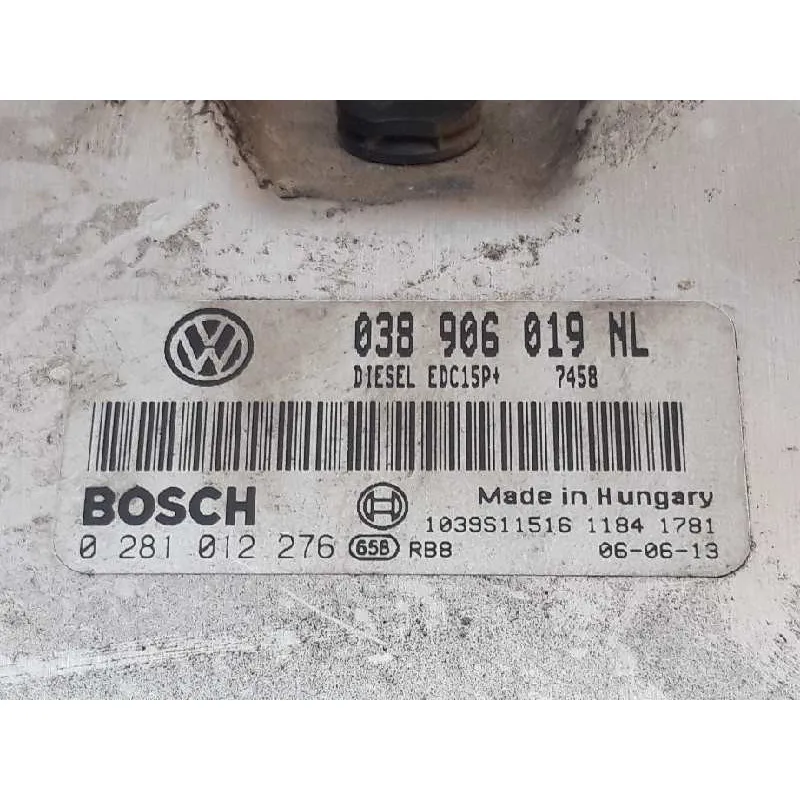 038 906 019 NL
DIESEL EDC15P+ 7458
BOSCH
Made in Hungary
1039S11516 1184 1781
0 281 012 276 65B RB8 06-06-13